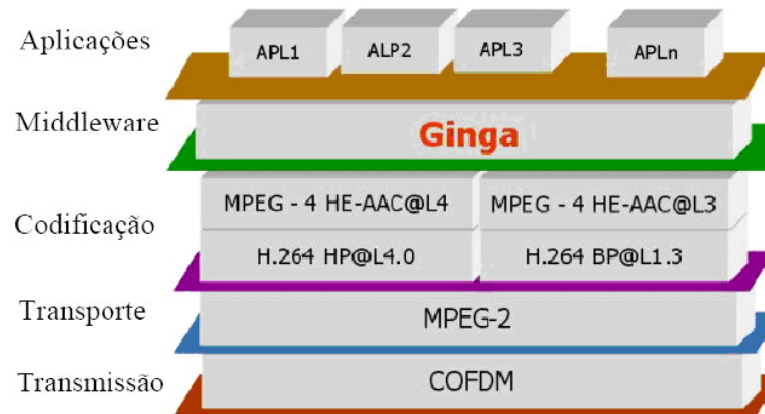 Aplicações
APL1 ALP2 APL3 APLn
Middleware
Ginga
Codificação
MPEG - 4 HE-AAC@L4 MPEG - 4 HE-AAC@L3
H.264 HP@L4.0 H.264 BP@L1.3
Transporte
MPEG-2
Transmissão
COFDM